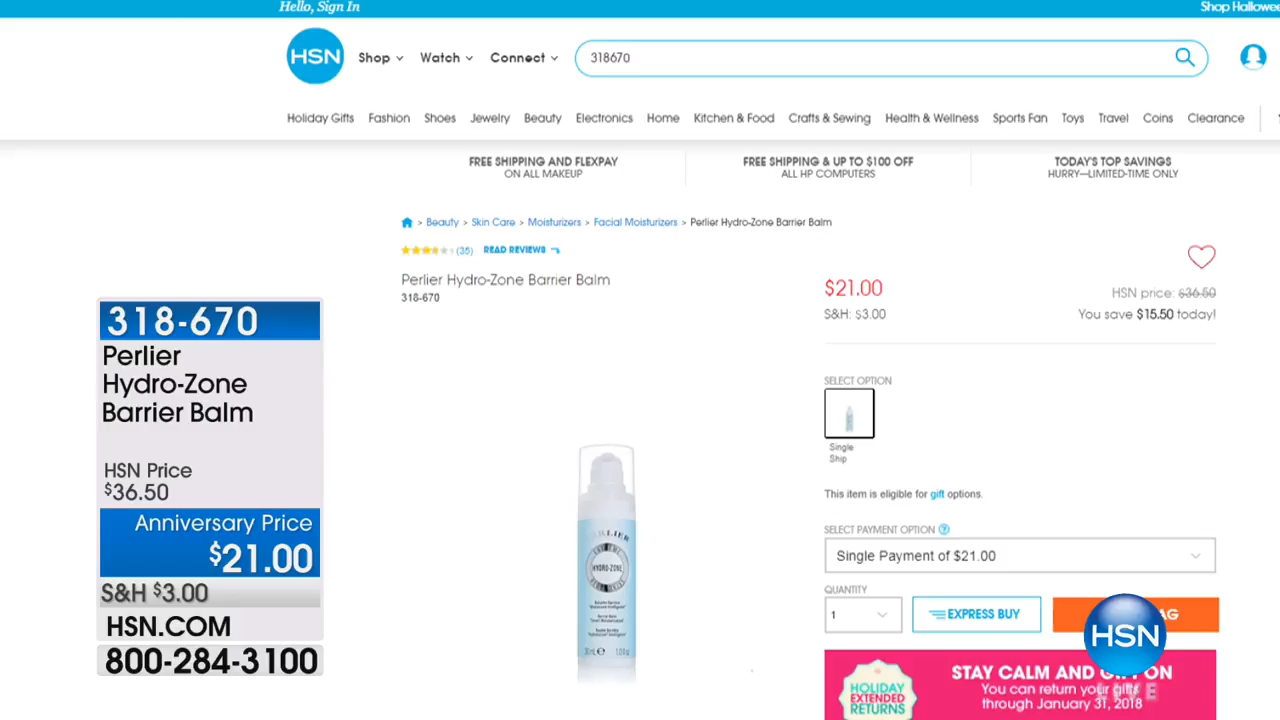 Hello, Sign In
Shop Hallowee
HSN
Shop
Watch
Connect
318670
Holiday Gifts
Fashion
Shoes
Jewelry
Beauty
Electronics
Home
Kitchen & Food
Crafts & Sewing
Health & Wellness
Sports Fan
Toys
Travel
Coins
Clearance
FREE SHIPPING AND FLEXPAY
ON ALL MAKEUP
FREE SHIPPING & UP TO $100 OFF
ALL HP COMPUTERS
TODAY'S TOP SAVINGS
HURRY—LIMITED-TIME ONLY
> Beauty > Skin Care > Moisturizers > Facial Moisturizers > Perlier Hydro-Zone Barrier Balm
(35) READ REVIEWS
Perlier Hydro-Zone Barrier Balm
318-670
$21.00
HSN price: $36.50
S&H: $3.00
You save $15.50 today!
SELECT OPTION
Single
Ship
This item is eligible for gift options.
SELECT PAYMENT OPTION ?
Single Payment of $21.00
QUANTITY
1
EXPRESS BUY
AG
HOLIDAY
EXTENDED
RETURNS
STAY CALM AND G ON
You can return your gifts
through January 31, 2018
318-670
Perlier
Hydro-Zone
Barrier Balm
HSN Price
$36.50
Anniversary Price
$21.00
S&H $3.00
HSN.COM
800-284-3100
HYDRO-ZONE
HSN
LIVE